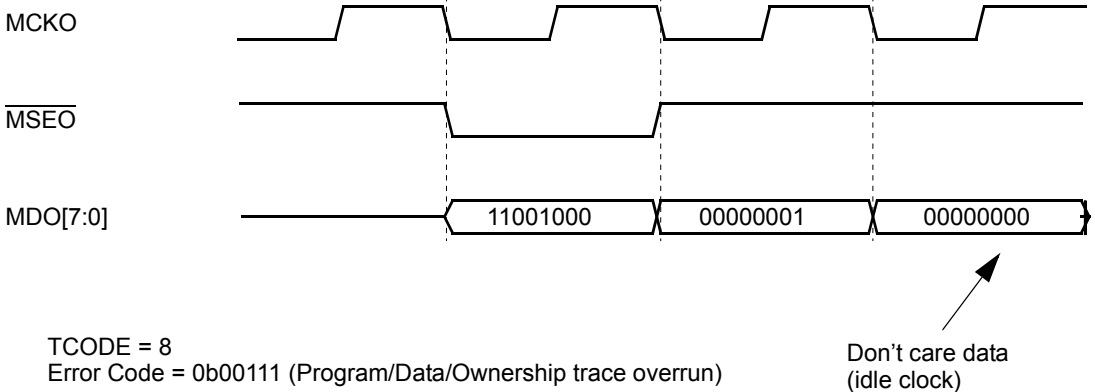 MCKO
MSEO
MDO[7:0] 11001000 00000001 00000000
TCODE = 8
Error Code = 0b00111 (Program/Data/Ownership trace overrun)
Don't care data
(idle clock)